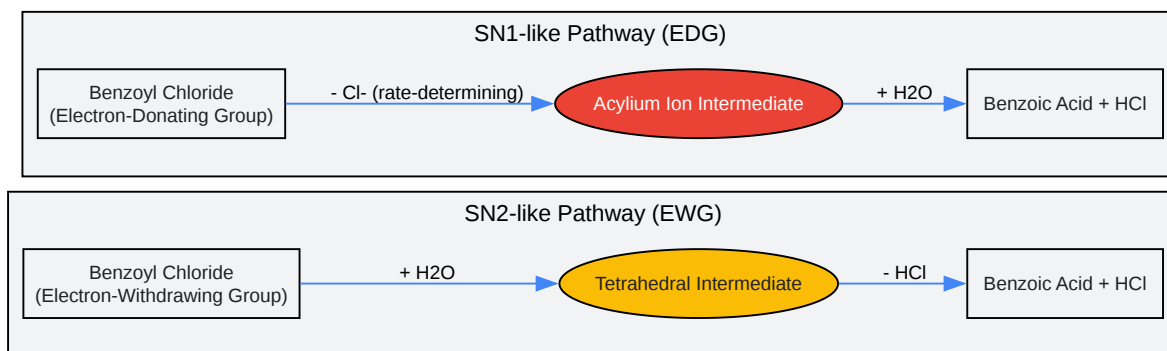 SN1-like Pathway (EDG)
Benzoyl Chloride
(Electron-Donating Group)
- Cl- (rate-determining)
Acylium Ion Intermediate
+ H2O
Benzoic Acid + HCl
SN2-like Pathway (EWG)
Benzoyl Chloride
(Electron-Withdrawing Group)
+ H2O
Tetrahedral Intermediate
- HCl
Benzoic Acid + HCl